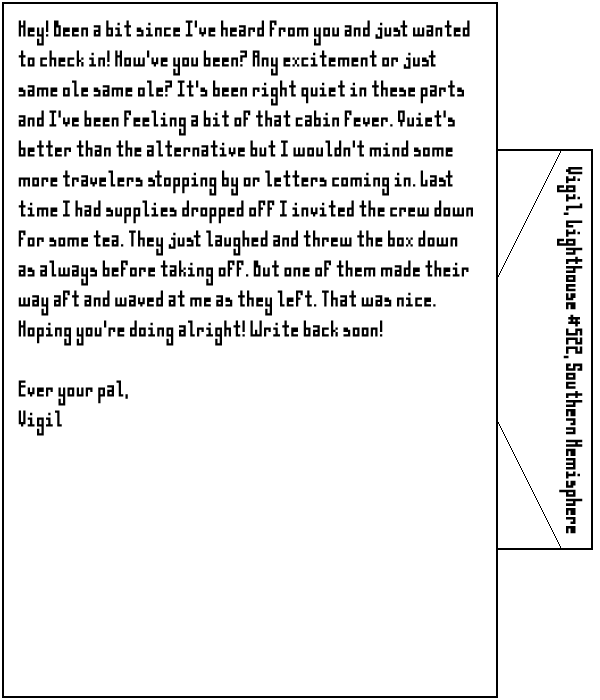 Hey! Been a bit since I've heard from you and just wanted
to check in! How've you been? Any excitement or just
same ole same ole? It's been right quiet in these parts
and I've been feeling a bit of that cabin fever. Quiet's
better than the alternative but I wouldn't mind some
more travelers stopping by or letters coming in. Last
time I had supplies dropped off I invited the crew down
for some tea. They just laughed and threw the box down
as always before taking off. But one of them made their
way aft and waved at me as they left. That was nice.
Hoping you're doing alright! Write back soon!
Ever your pal,
Vigil
Vigil, Lighthouse #522, Southern Hemisphere